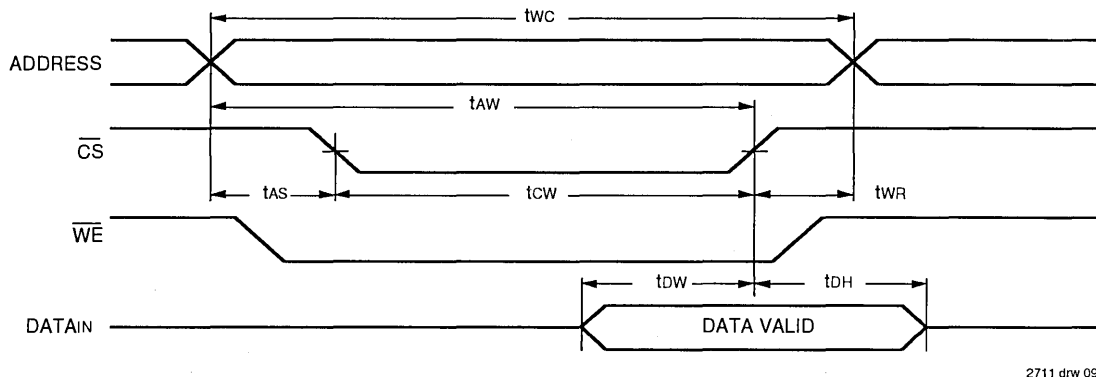 tWC
ADDRESS
tAW
CS
tAS
tCW
tWR
WE
tDW
tDH
DATAIN
DATA VALID
2711 drw 09